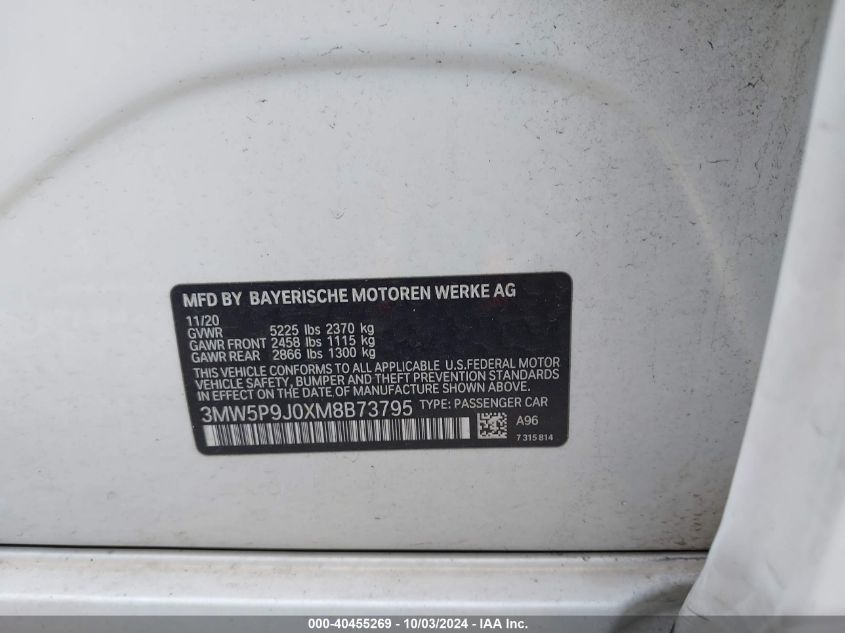 MFD BY BAYERISCHE MOTOREN WERKE AG
11/20
GVWR 5225 lbs 2370 kg
GAWR FRONT 2458 lbs 1115 kg
GAWR REAR 2866 lbs 1300 kg
THIS VEHICLE CONFORMS TO ALL APPLICABLE U.S.FEDERAL MOTOR
VEHICLE SAFETY, BUMPER AND THEFT PREVENTION STANDARDS
IN EFFECT ON THE DATE OF MANUFACTURE SHOWN ABOVE.
3MW5P9J0XM8B73795 TYPE: PASSENGER CAR
A96
7 315 814
000-40455269 - 10/03/2024 - IAA Inc.